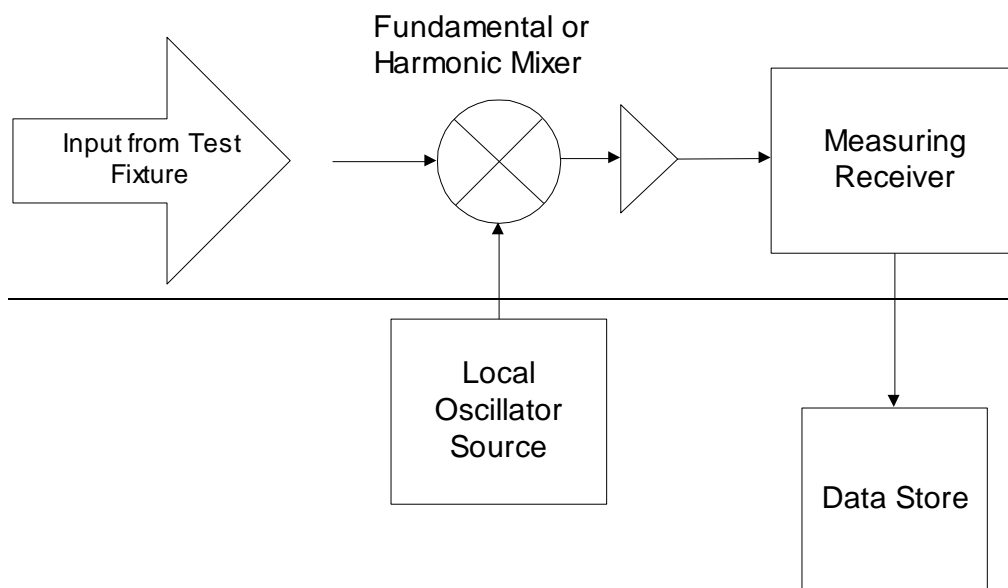 Fundamental or
Harmonic Mixer
Input from Test
Fixture
Measuring
Receiver
Local
Oscillator
Source
Data Store